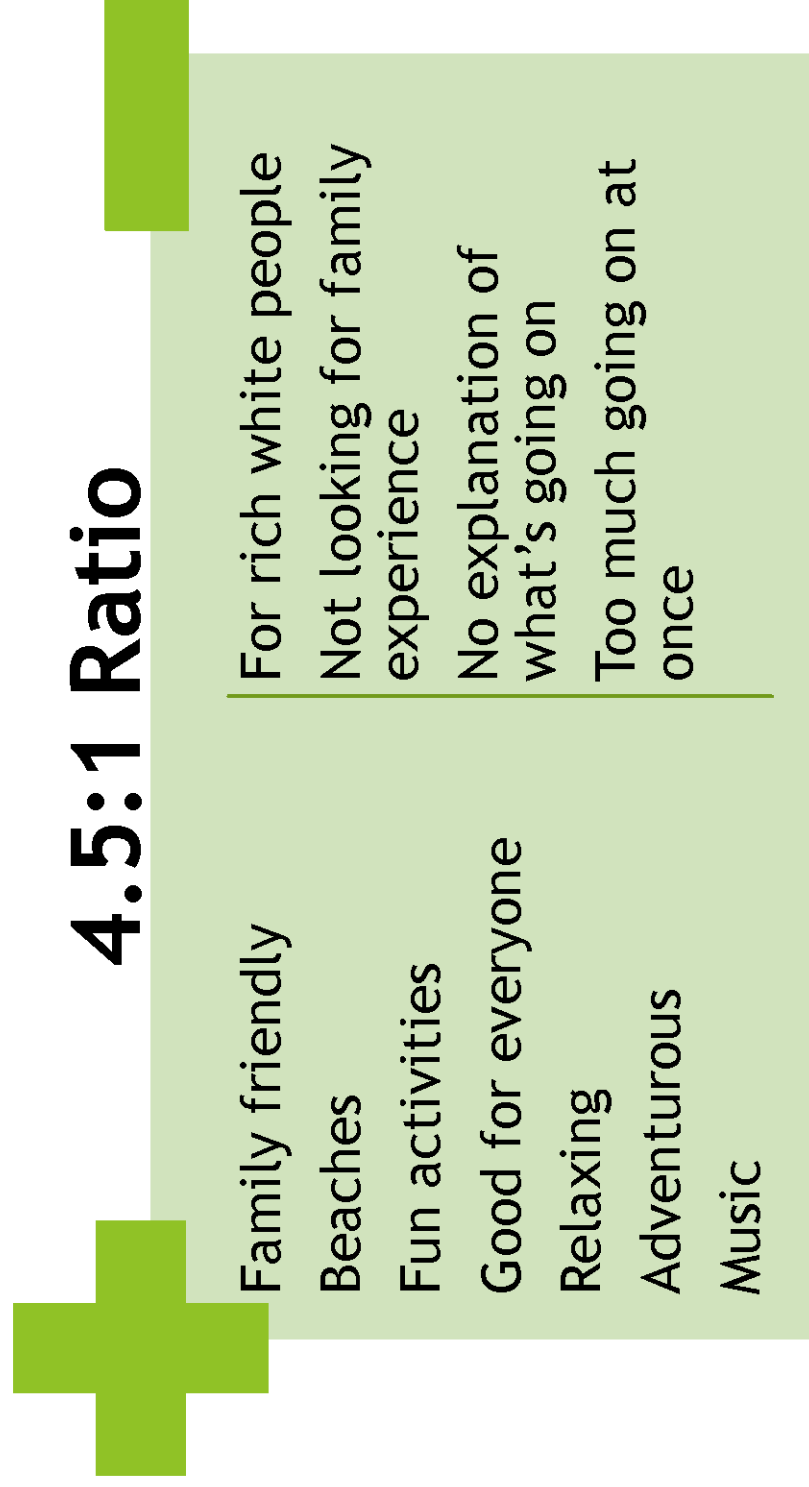 4.5:1 Ratio
Family friendly
Beaches
Fun activities
Good for everyone
Relaxing
Adventurous
Music
For rich white people
Not looking for family
experience
No explanation of
what's going on
Too much going on at
once